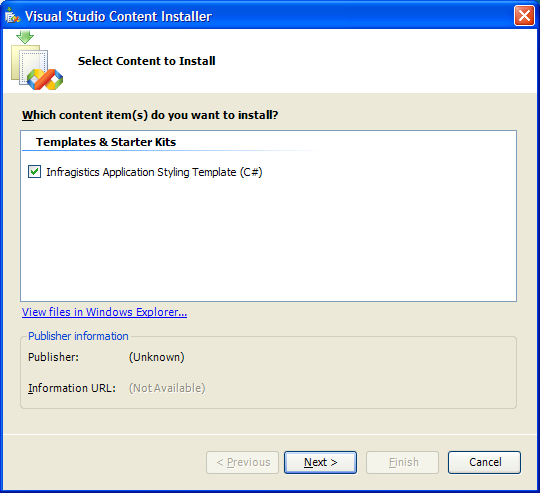 Visual Studio Content Installer
Select Content to Install
Which content item(s) do you want to install?
Templates & Starter Kits
Infragistics Application Styling Template (C#)
View files in Windows Explorer...
Publisher information
Publisher: (Unknown)
Information URL: (Not Available)
< Previous Next > Finish Cancel